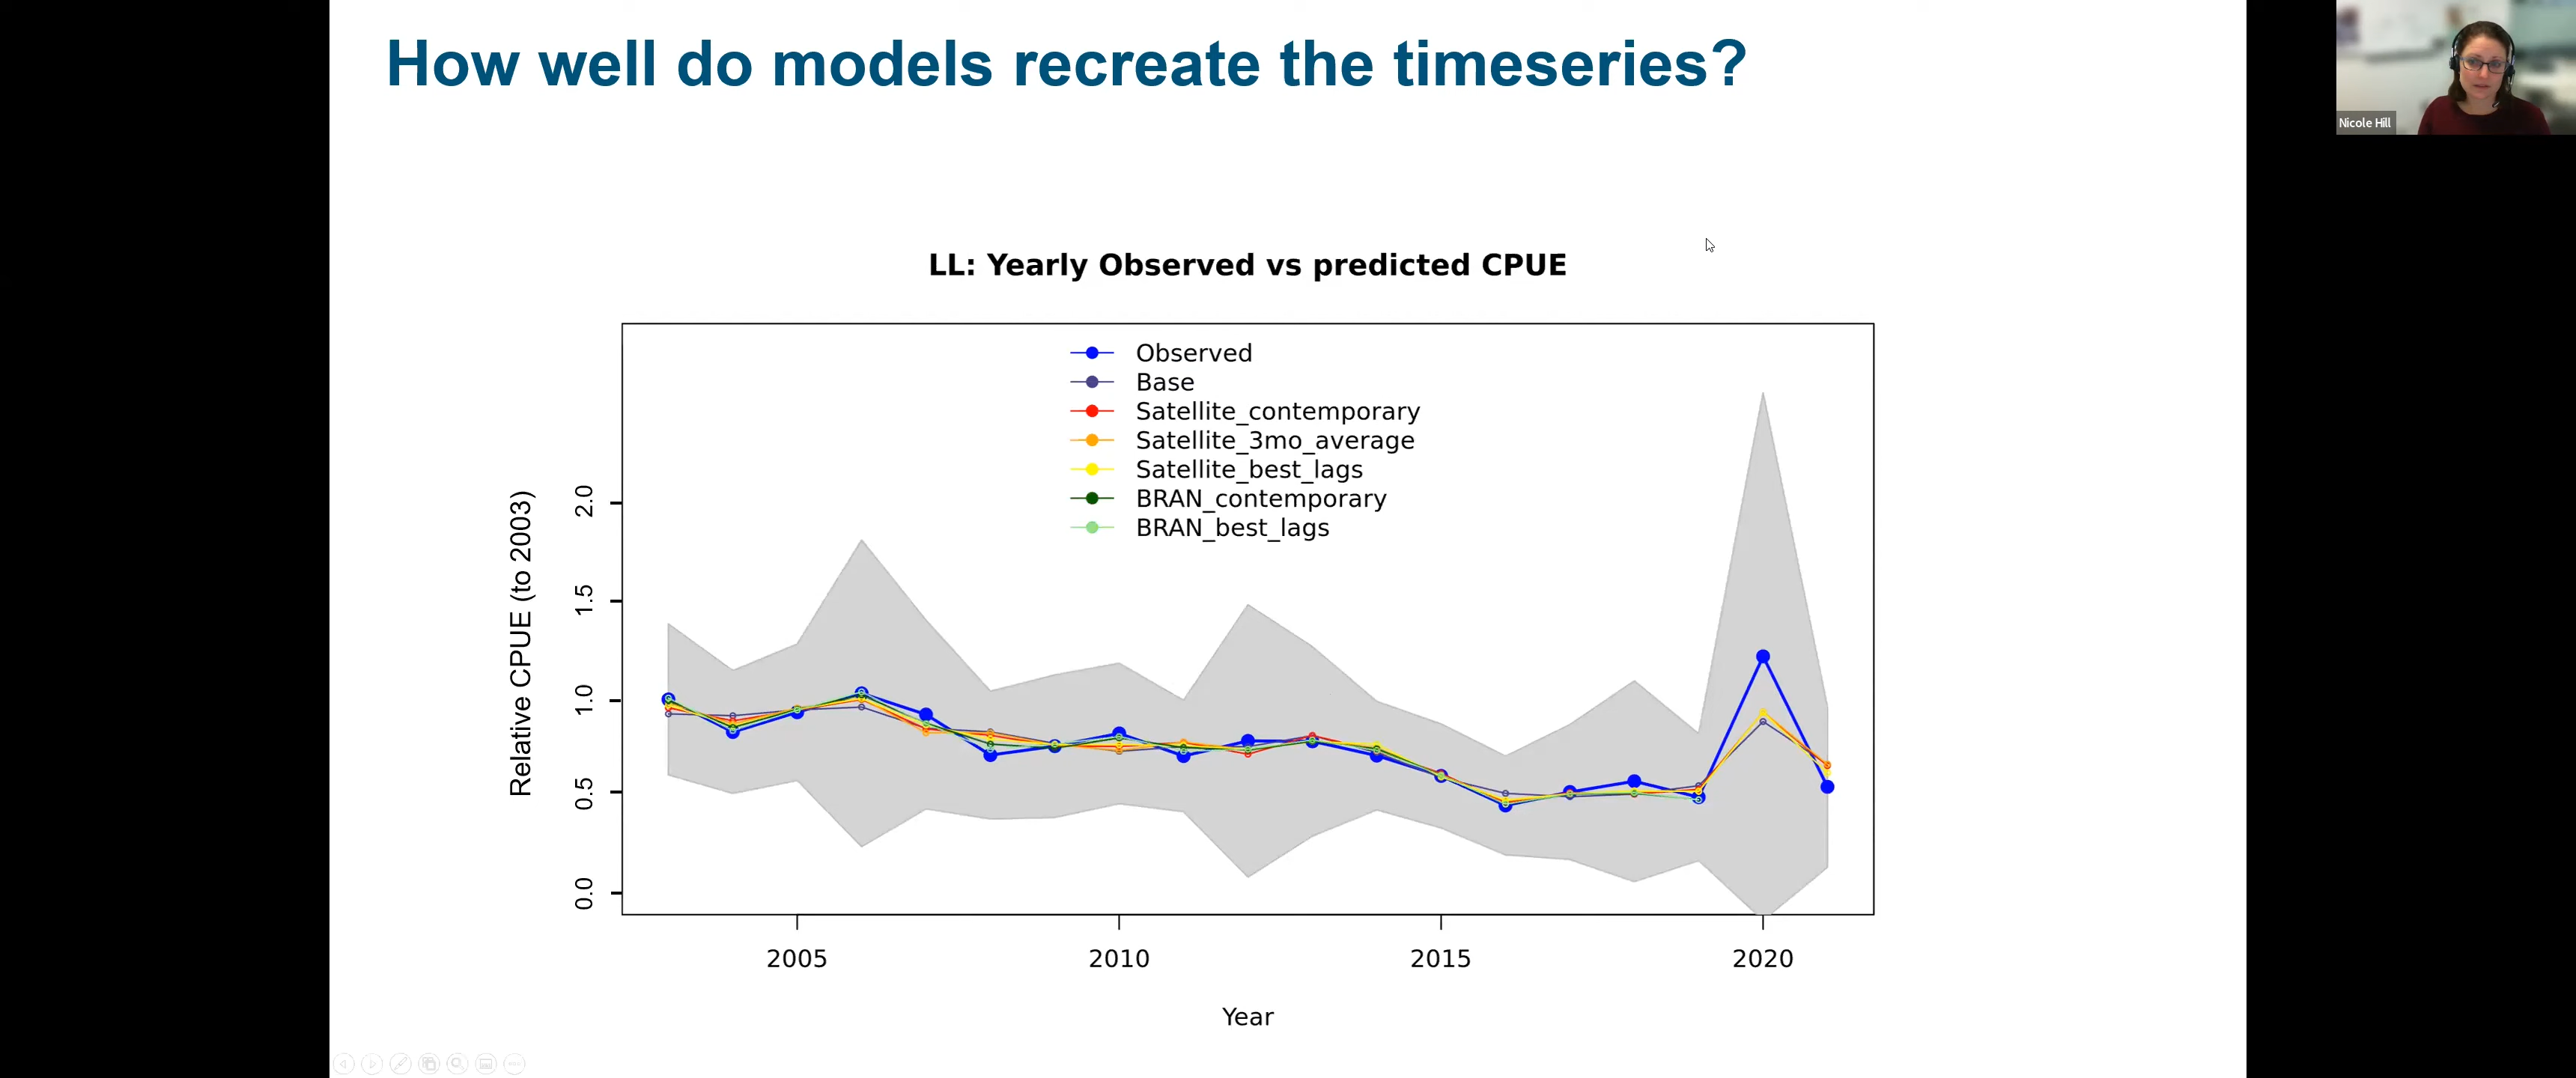 How well do models recreate the timeseries?
Nicole Hill
LL: Yearly Observed vs predicted CPUE
Observed
Base
Satellite_contemporary
Satellite_3mo_average
Satellite_best_lags
BRAN_contemporary
BRAN_best_lags
Relative CPUE (to 2003)
2.0
1.5
1.0
0.5
0.0
2005
2010
2015
2020
Year